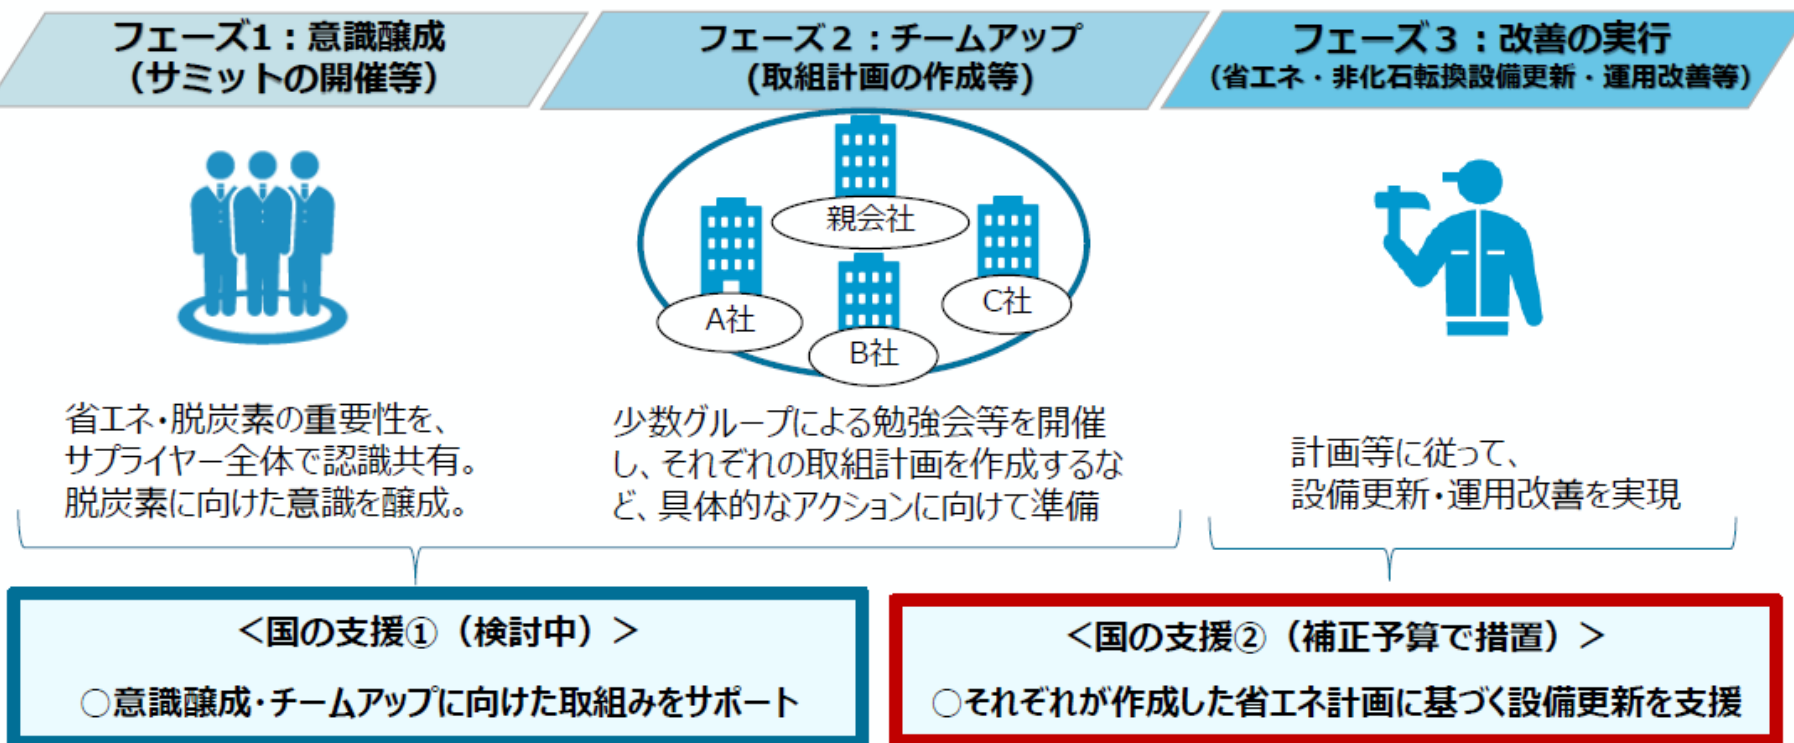 フェーズ1：意識醸成
（サミットの開催等）
フェーズ２：チームアップ
(取組計画の作成等)
フェーズ３：改善の実行
（省エネ・非化石転換設備更新・運用改善等）
親会社
A社
B社
C社
省エネ・脱炭素の重要性を、
サプライヤー全体で認識共有。
脱炭素に向けた意識を醸成。
少数グループによる勉強会等を開催
し、それぞれの取組計画を作成するな
ど、具体的なアクションに向けて準備
計画等に従って、
設備更新・運用改善を実現
＜国の支援①（検討中）＞
○意識醸成・チームアップに向けた取組みをサポート
＜国の支援②（補正予算で措置）＞
○それぞれが作成した省エネ計画に基づく設備更新を支援